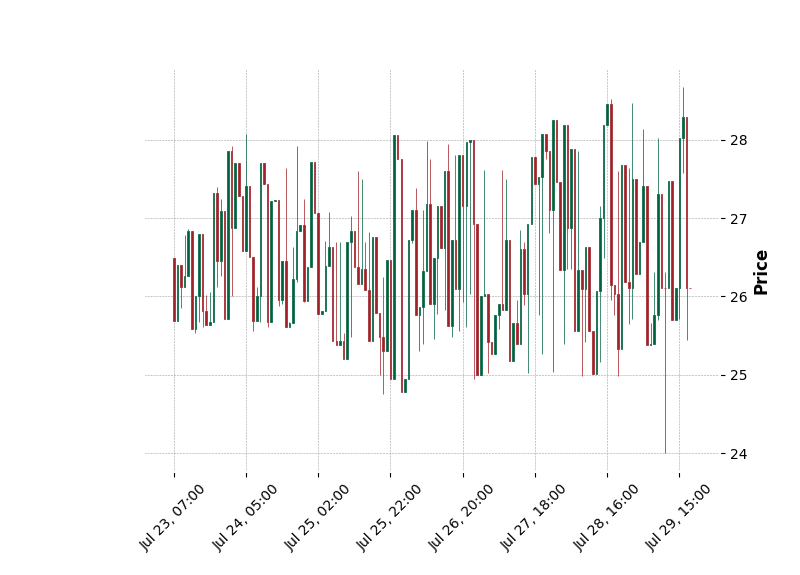 28
27
26
25
24
Price
Jul 23, 07:00
Jul 24, 05:00
Jul 25, 02:00
Jul 25, 22:00
Jul 26, 20:00
Jul 27, 18:00
Jul 28, 16:00
Jul 29, 15:00